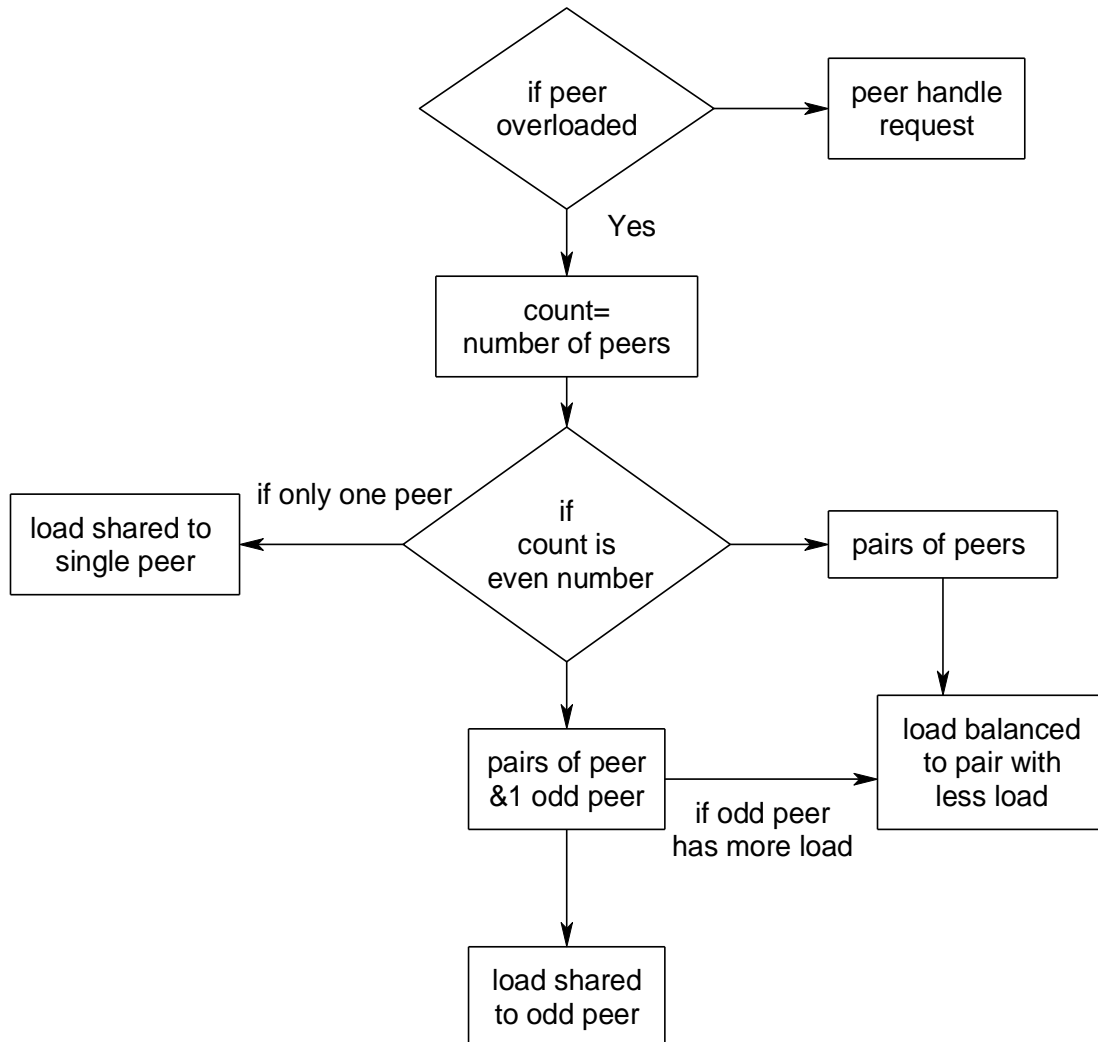 if peer
overloaded
peer handle
request
Yes
count=
number of peers
if only one peer
load shared to
single peer
if
count is
even number
pairs of peers
pairs of peer
&1 odd peer
if odd peer
has more load
load balanced
to pair with
less load
load shared
to odd peer